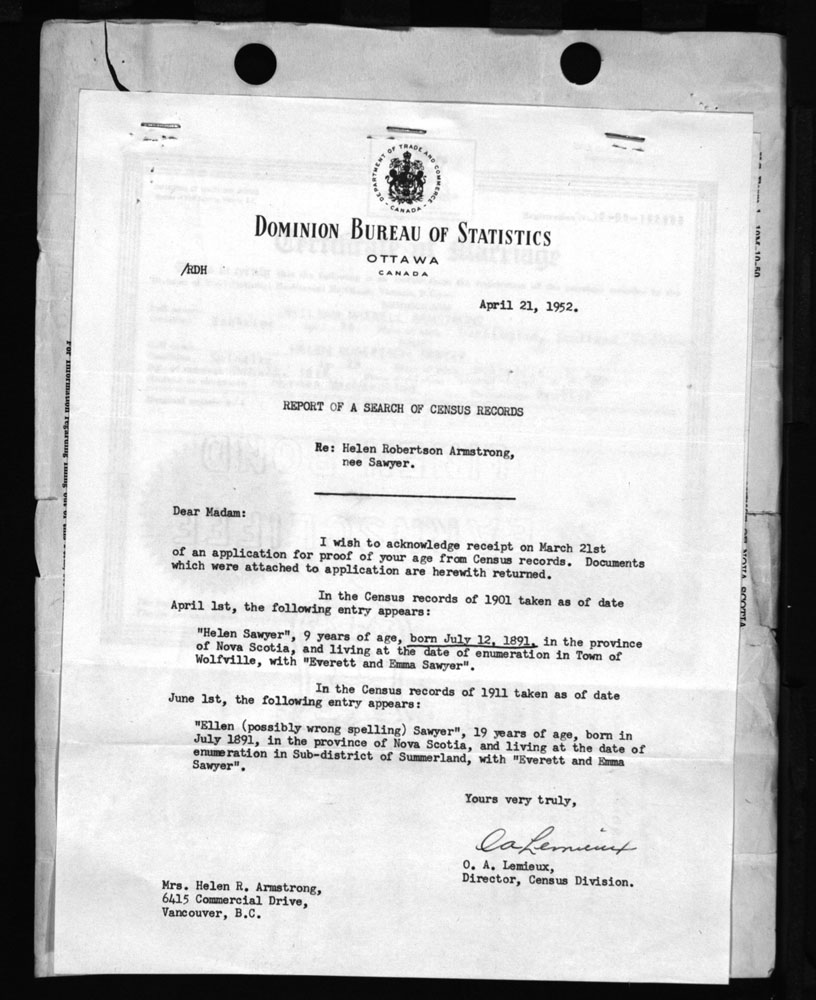 DEPARTMENT OF TRADE AND COMMERCE
- CANADA -
DOMINION BUREAU OF STATISTICS
OTTAWA
CANADA
/RDH
April 21, 1952.
REPORT OF A SEARCH OF CENSUS RECORDS
Re: Helen Robertson Armstrong,
nee Sawyer.
Dear Madam:
I wish to acknowledge receipt on March 21st
of an application for proof of your age from Census records. Documents
which were attached to application are herewith returned.
In the Census records of 1901 taken as of date
April 1st, the following entry appears:
"Helen Sawyer", 9 years of age, born July 12, 1891, in the province
of Nova Scotia, and living at the date of enumeration in Town of
Wolfville, with "Everett and Emma Sawyer".
In the Census records of 1911 taken as of date
June 1st, the following entry appears:
"Ellen (possibly wrong spelling) Sawyer", 19 years of age, born in
July 1891, in the province of Nova Scotia, and living at the date of
enumeration in Sub-district of Summerland, with "Everett and Emma
Sawyer".
Yours very truly,
OA Lemieux
O. A. Lemieux,
Director, Census Division.
Mrs. Helen R. Armstrong,
6415 Commercial Drive,
Vancouver, B.C.